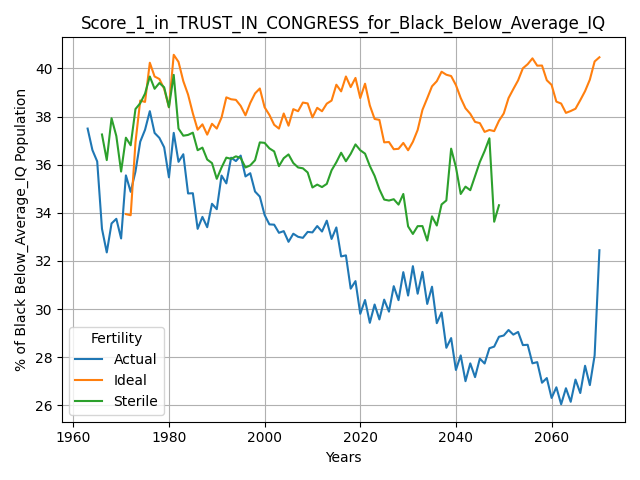 Score_1_in_TRUST_IN_CONGRESS_for_Black_Below_Average_IQ
% of Black Below_Average_IQ Population
40
38
36
34
32
30
28
26
Fertility
Actual
Ideal
Sterile
1960
1980
2000
2020
2040
2060
Years